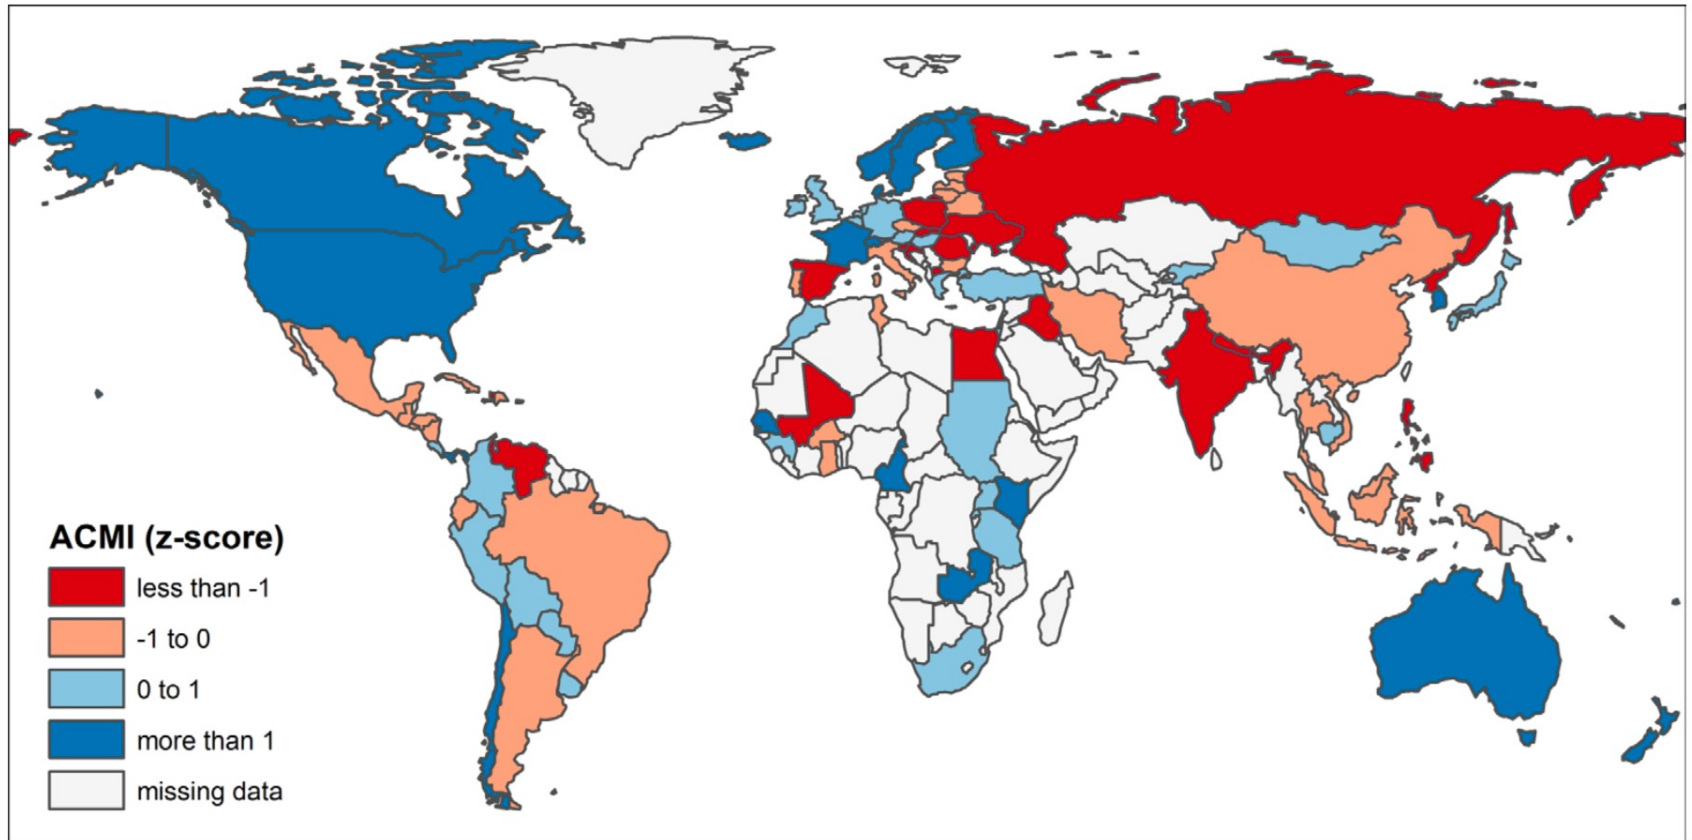 ACMI (z-score)
less than -1
-1 to 0
0 to 1
more than 1
missing data